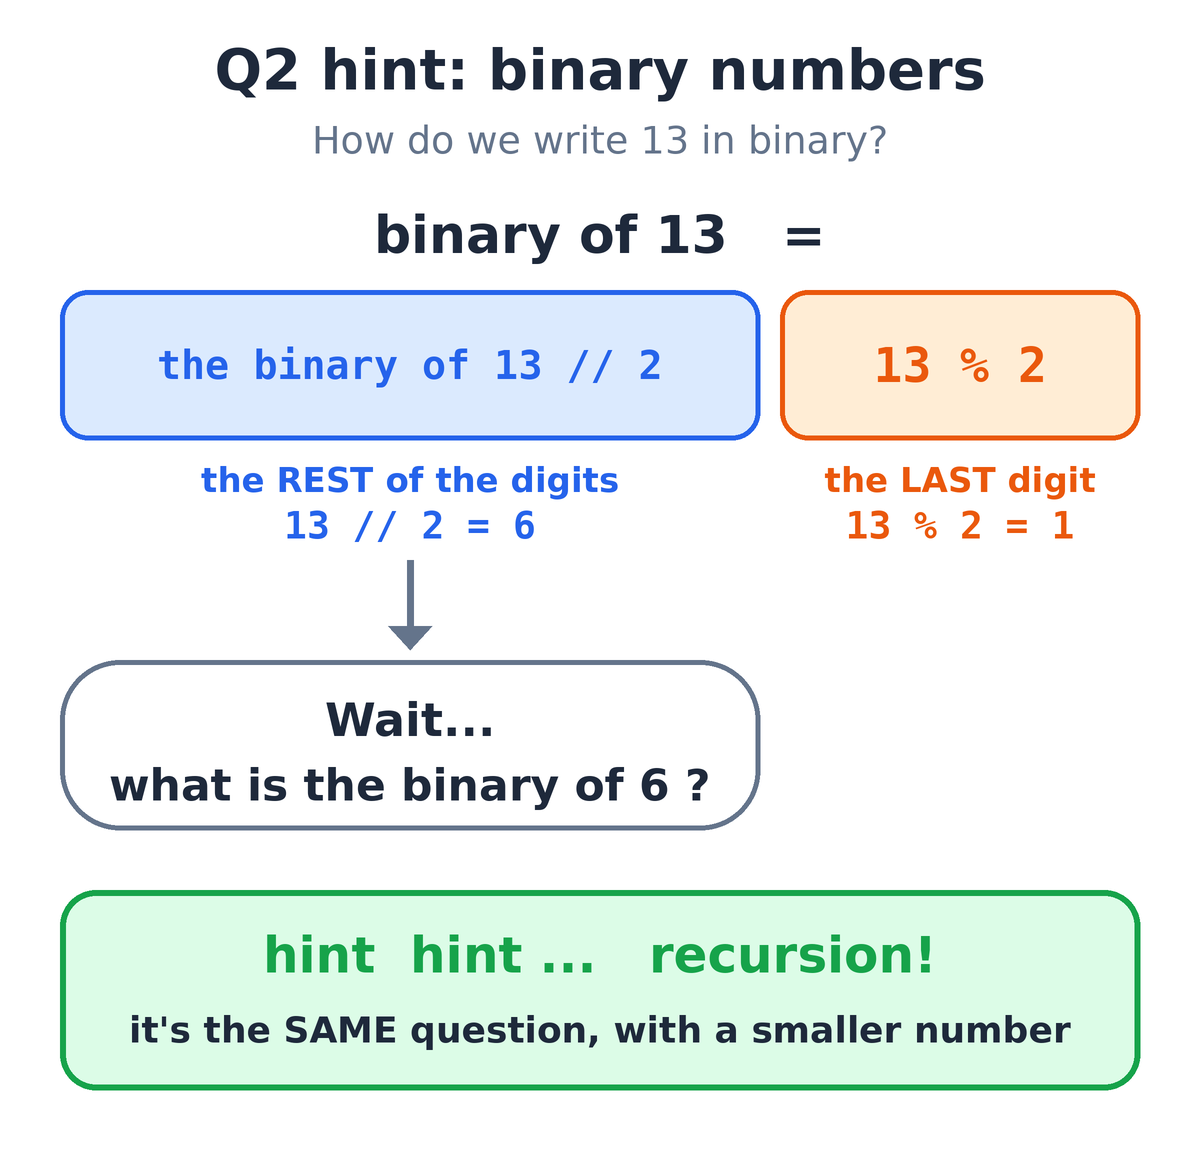 Q2 hint: binary numbers
How do we write 13 in binary?
binary of 13 =
the binary of 13 // 2
13 % 2
the REST of the digits
13 // 2 = 6
the LAST digit
13 % 2 = 1
Wait...
what is the binary of 6 ?
hint hint ... recursion!
it's the SAME question, with a smaller number